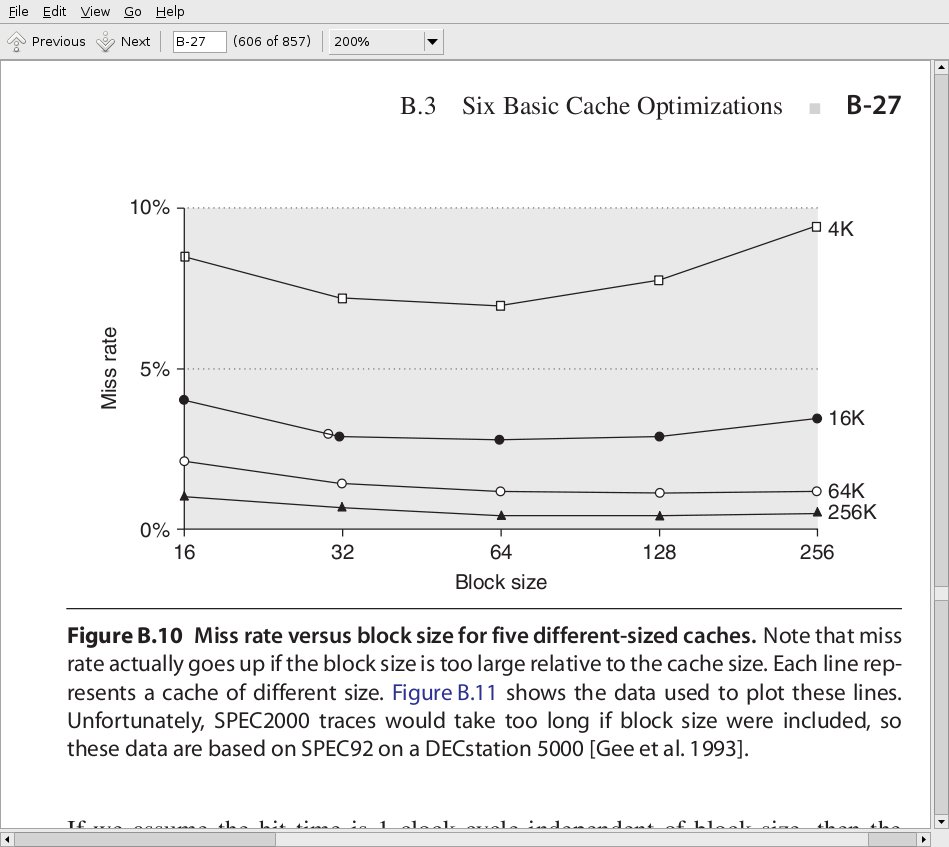 File Edit View Go Help
Previous Next B-27 (606 of 857) 200%
B.3 Six Basic Cache Optimizations B-27
10%
4K
Miss rate
5%
16K
64K
256K
0%
16 32 64 128 256
Block size
Figure B.10 Miss rate versus block size for five different-sized caches. Note that miss
rate actually goes up if the block size is too large relative to the cache size. Each line rep-
resents a cache of different size. Figure B.11 shows the data used to plot these lines.
Unfortunately, SPEC2000 traces would take too long if block size were included, so
these data are based on SPEC92 on a DECstation 5000 [Gee et al. 1993].
If we assume the hit time is 1 clock cycle independent of block size, then the